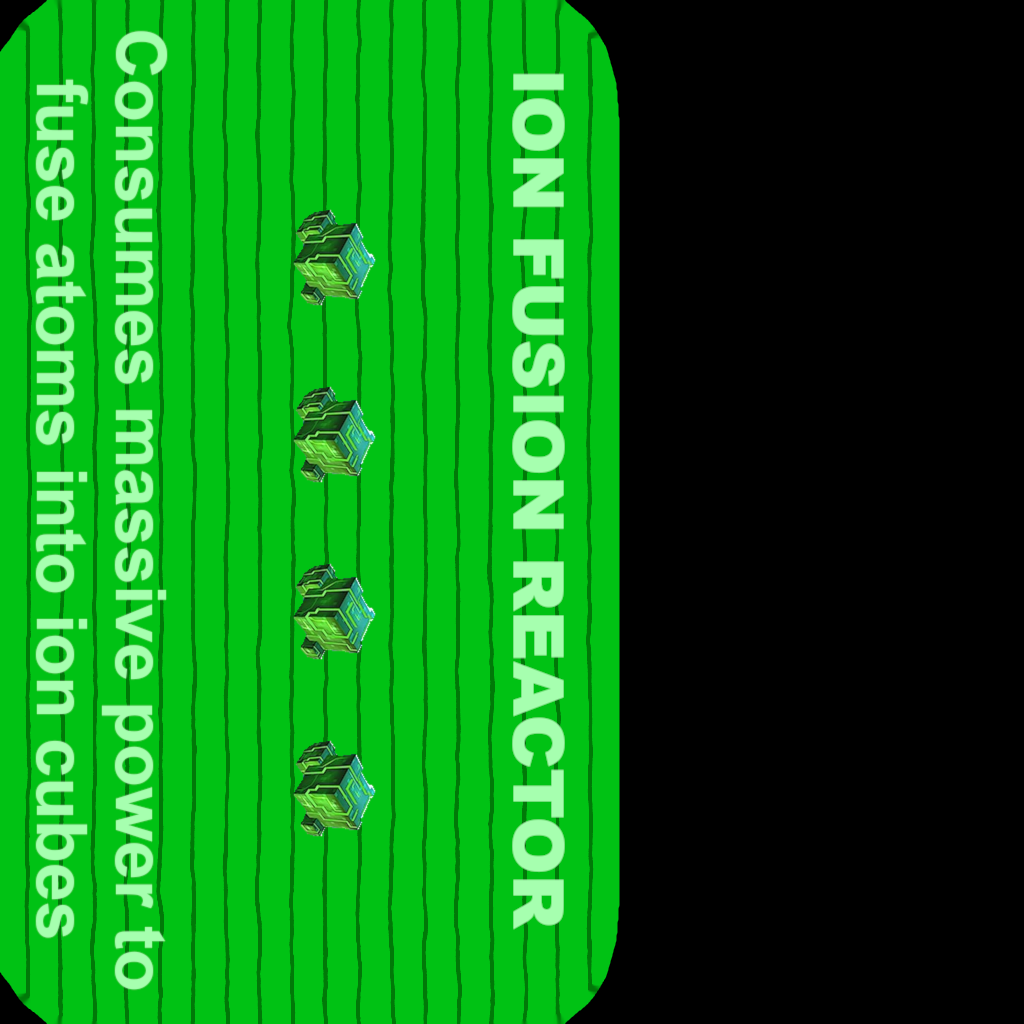 ION FUSION REACTOR
Consumes massive power to
fuse atoms into ion cubes